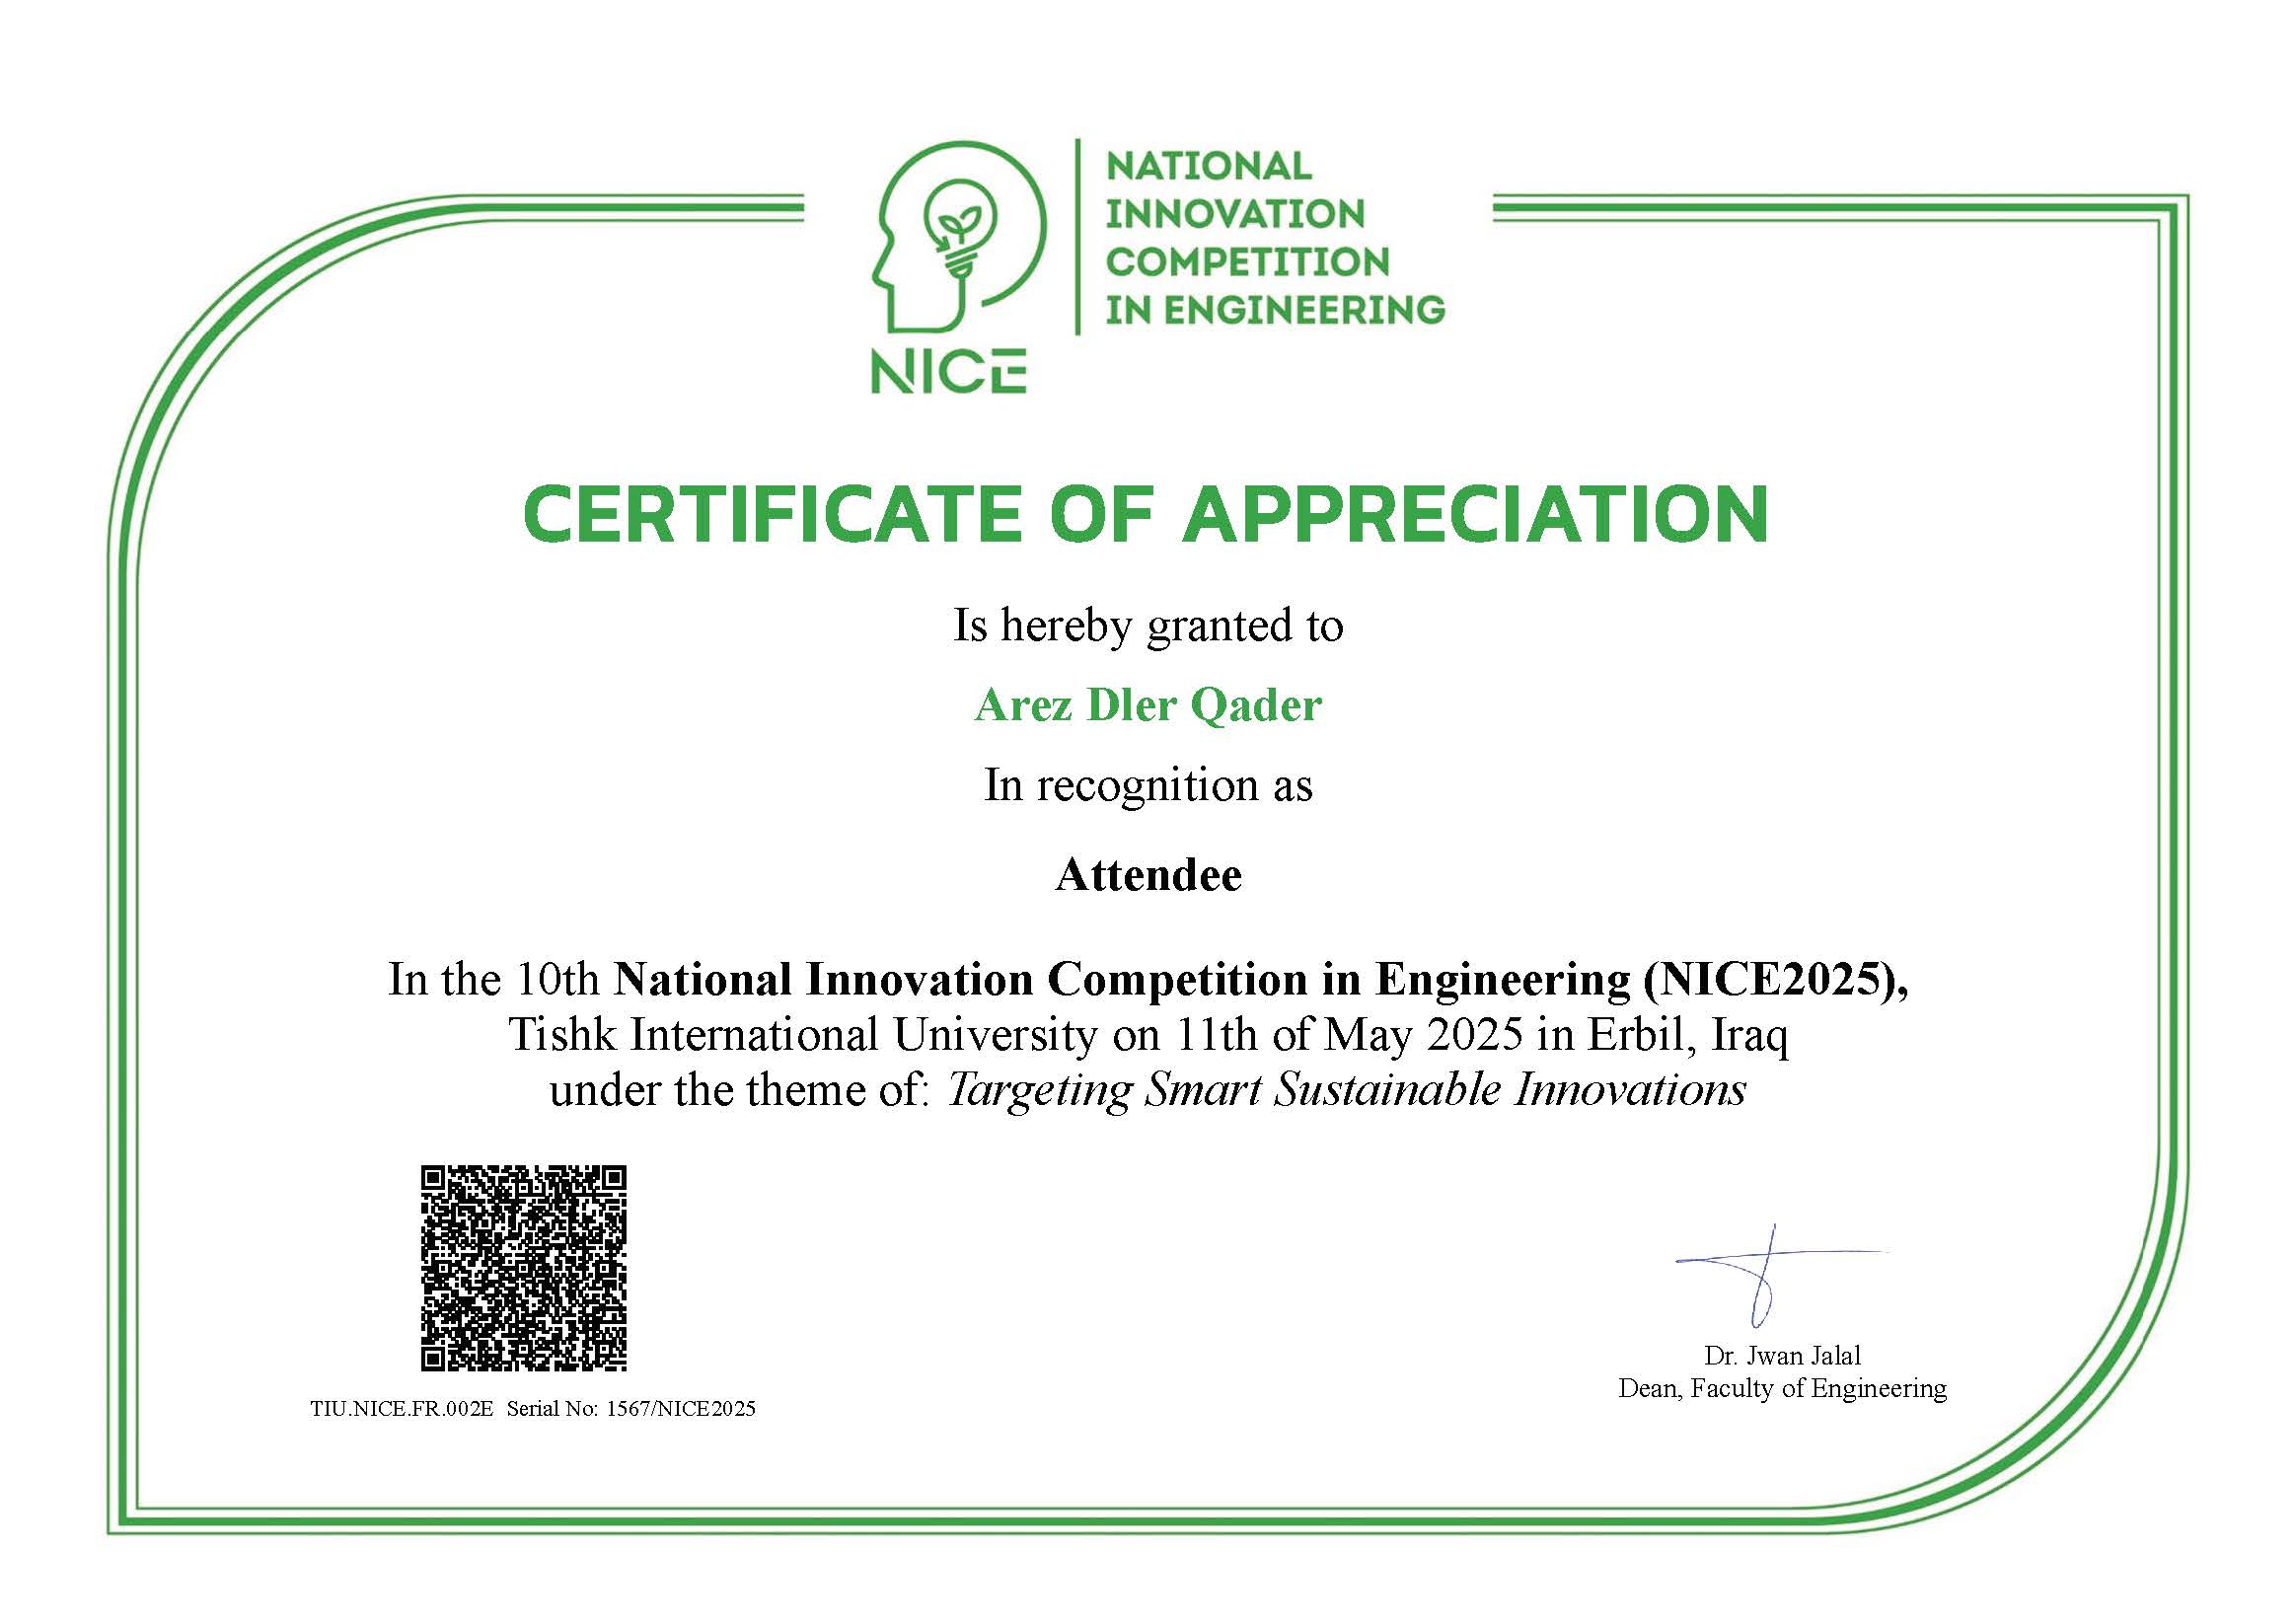 NATIONAL
INNOVATION
COMPETITION
IN ENGINEERING
NICE
CERTIFICATE OF APPRECIATION
Is hereby granted to
Arez Dler Qader
In recognition as
Attendee
In the 10th National Innovation Competition in Engineering (NICE2025),
Tishk International University on 11th of May 2025 in Erbil, Iraq
under the theme of: Targeting Smart Sustainable Innovations
Dr. Jwan Jalal
Dean, Faculty of Engineering
TIU.NICE.FR.002E Serial No: 1567/NICE2025